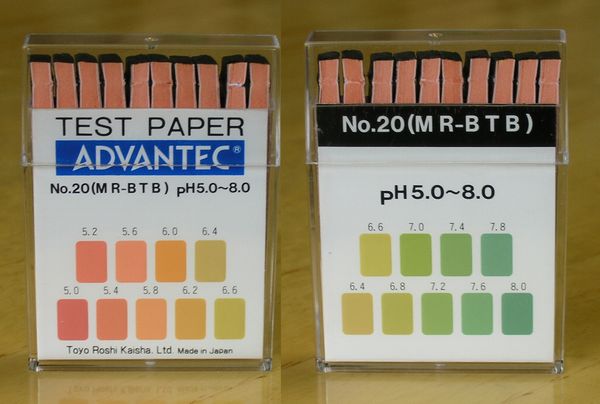 TEST PAPER
ADVANTEC®
No.20(MR-BTB) pH5.0~8.0
5.2 5.6 6.0 6.4
5.0 5.4 5.8 6.2 6.6
Toyo Roshi Kaisha. Ltd. Made in Japan
No.20(MR-BTB)
pH5.0~8.0
6.6 7.0 7.4 7.8
6.4 6.8 7.2 7.6 8.0